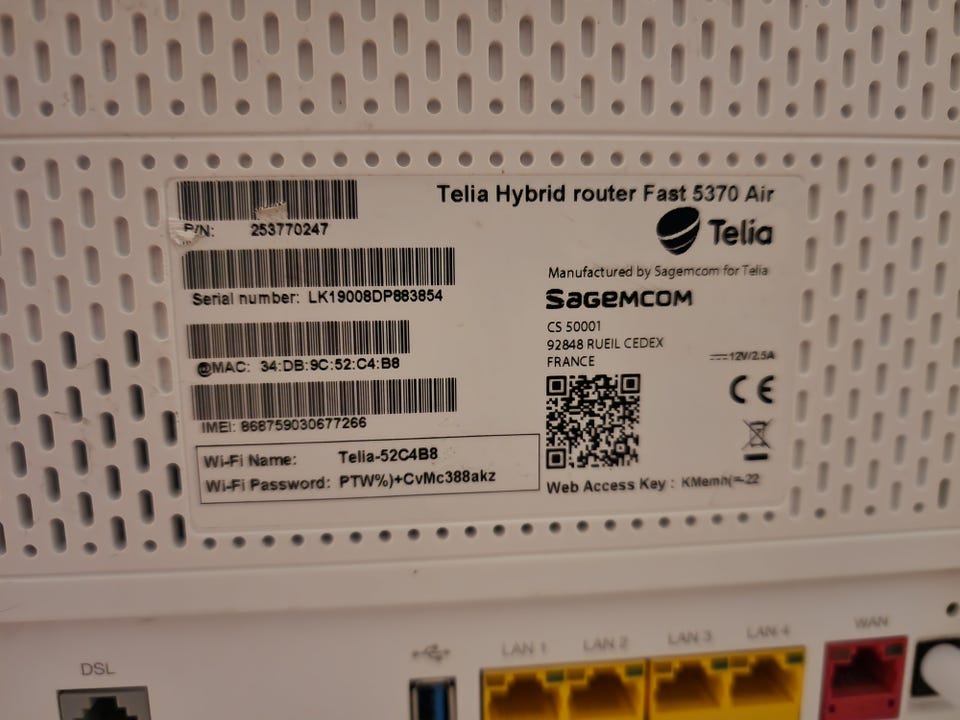 Telia Hybrid router Fast 5370 Air
P/N: 253770247
Telia
Serial number: LK19008DP883854
Manufactured by Sagemcom for Telia
SAGEMCOM
CS 50001
92848 RUEIL CEDEX
FRANCE
12V/2.5A
@MAC: 34:DB:9C:52:C4:B8
CE
IMEI: 868759030677266
Wi-Fi Name: Telia-52C4B8
Wi-Fi Password: PTW%)+CvMc388akz
Web Access Key : KMemh(=-22
DSL
LAN 1
LAN 2
LAN 3
LAN 4
WAN